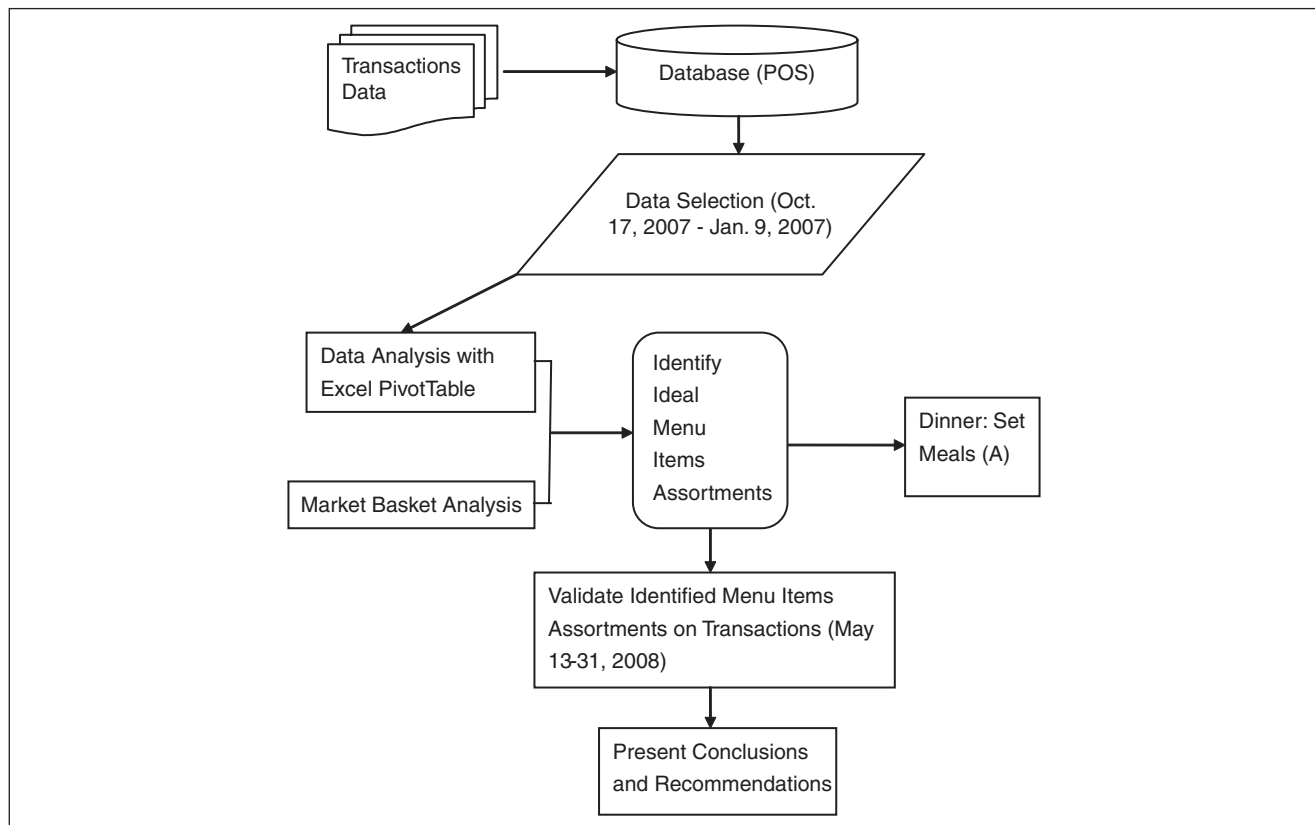 Transactions
Data
Database (POS)
Data Selection (Oct.
17, 2007 - Jan. 9, 2007)
Data Analysis with
Excel PivotTable
Market Basket Analysis
Identify
Ideal
Menu
Items
Assortments
Dinner: Set
Meals (A)
Validate Identified Menu Items
Assortments on Transactions (May
13-31, 2008)
Present Conclusions
and Recommendations